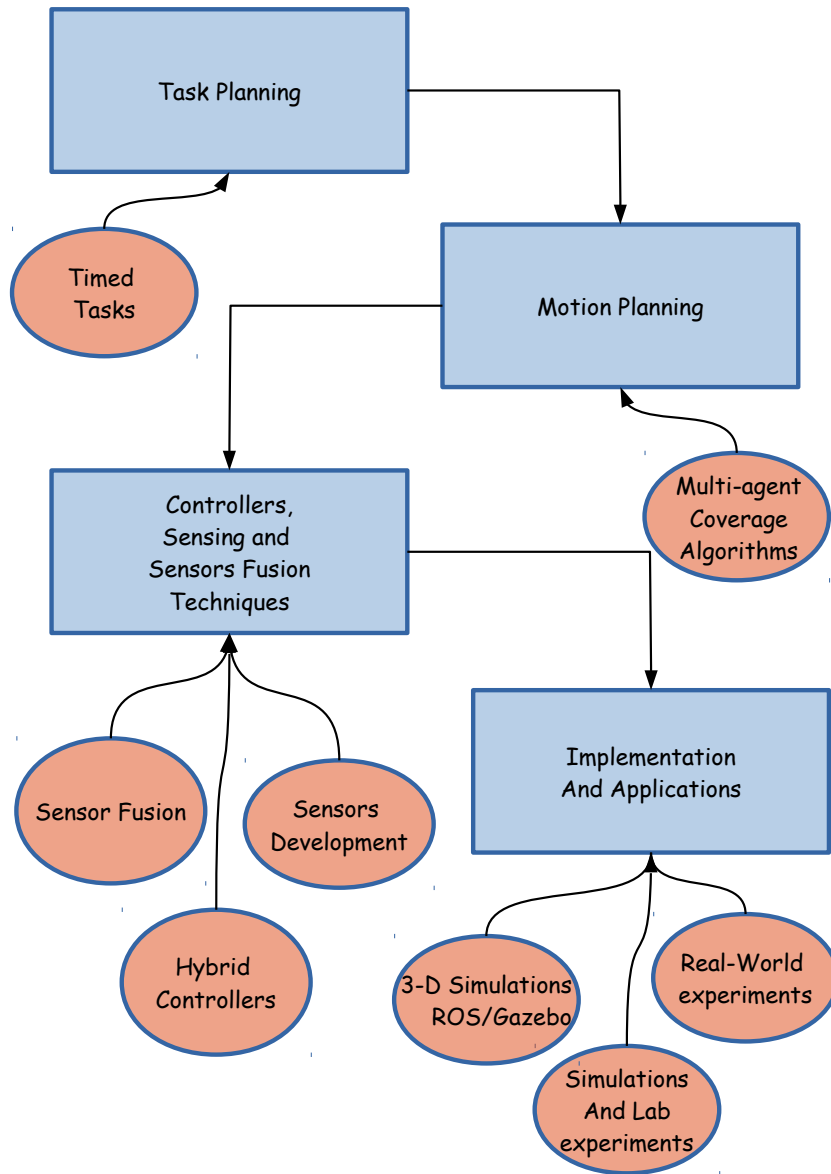 Task Planning
Timed
Tasks
Motion Planning
Multi-agent
Coverage
Algorithms
Controllers,
Sensing and
Sensors Fusion
Techniques
Implementation
And Applications
Sensor Fusion
Sensors
Development
Hybrid
Controllers
3-D Simulations
ROS/Gazebo
Real-World
experiments
Simulations
And Lab
experiments